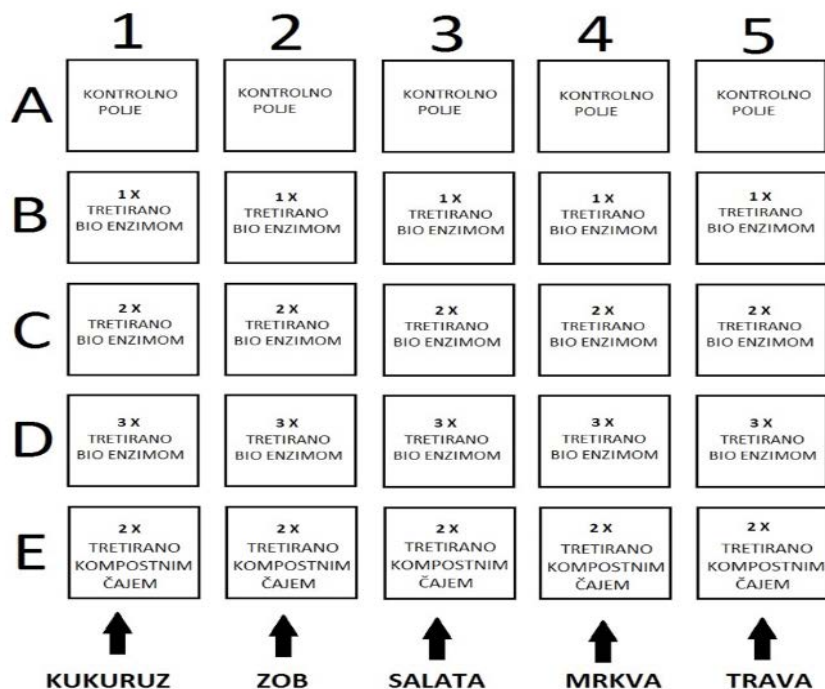 1 2 3 4 5
A
KONTROLNO
POLJE
KONTROLNO
POLJE
KONTROLNO
POLJE
KONTROLNO
POLJE
KONTROLNO
POLJE
B
1 X
TRETIRANO
BIO ENZIMOM
1 X
TRETIRANO
BIO ENZIMOM
1 X
TRETIRANO
BIO ENZIMOM
1 X
TRETIRANO
BIO ENZIMOM
1 X
TRETIRANO
BIO ENZIMOM
C
2 X
TRETIRANO
BIO ENZIMOM
2 X
TRETIRANO
BIO ENZIMOM
2 X
TRETIRANO
BIO ENZIMOM
2 X
TRETIRANO
BIO ENZIMOM
2 X
TRETIRANO
BIO ENZIMOM
D
3 X
TRETIRANO
BIO ENZIMOM
3 X
TRETIRANO
BIO ENZIMOM
3 X
TRETIRANO
BIO ENZIMOM
3 X
TRETIRANO
BIO ENZIMOM
3 X
TRETIRANO
BIO ENZIMOM
E
2 X
TRETIRANO
KOMPOSTNIM
ČAJEM
2 X
TRETIRANO
KOMPOSTNIM
ČAJEM
2 X
TRETIRANO
KOMPOSTNIM
ČAJEM
2 X
TRETIRANO
KOMPOSTNIM
ČAJEM
2 X
TRETIRANO
KOMPOSTNIM
ČAJEM
KUKURUZ ZOB SALATA MRKVA TRAVA